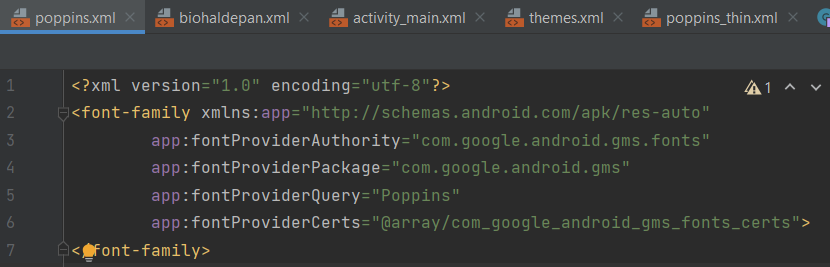 poppins.xml biohaldepan.xml activity_main.xml themes.xml poppins_thin.xml
1 <?xml version="1.0" encoding="utf-8"?> 1
2 <font-family xmlns:app="http://schemas.android.com/apk/res-auto"
3 app:fontProviderAuthority="com.google.android.gms.fonts"
4 app:fontProviderPackage="com.google.android.gms"
5 app:fontProviderQuery="Poppins"
6 app:fontProviderCerts="@array/com_google_android_gms_fonts_certs">
7 </font-family>